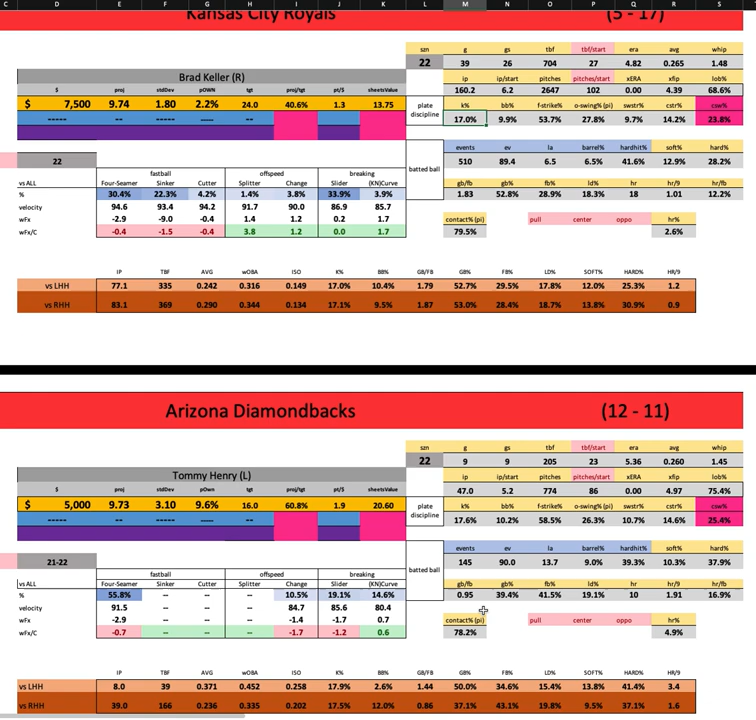 C D E F G H I J K L M N O P Q R S
Kansas City Royals (5 - 17)
szn g gs tbf tbf/start era avg whip
22 39 26 704 27 4.82 0.265 1.48
Brad Keller (R) ip ip/start pitches pitches/start xERA xfip lob%
$ proj stdDev pOWN tgt proj/tgt pt/$ sheetsValue 160.2 6.2 2647 102 0.00 4.39 68.6%
$ 7,500 9.74 1.80 2.2% 24.0 40.6% 1.3 13.75 plate discipline k% bb% f-strike% o-swing% (pi) swstr% cstr% csw%
----- -- ----- ---- -- 17.0% 9.9% 53.7% 27.8% 9.7% 14.2% 23.8%
events ev la barrel% hardhit% soft% hard%
22 batted ball 510 89.4 6.5 6.5% 41.6% 12.9% 28.2%
fastball offspeed breaking gb/fb gb% fb% ld% hr hr/9 hr/fb
vs ALL Four-Seamer Sinker Cutter Splitter Change Slider (KN)Curve
% 30.4% 22.3% 4.2% 1.4% 3.8% 33.9% 3.9% 1.83 52.8% 28.9% 18.3% 18 1.01 12.2%
velocity 94.6 93.4 94.2 91.7 90.0 86.9 85.7
wFx -2.9 -9.0 -0.4 1.4 1.2 0.2 1.7 contact% (pi) pull center oppo hr%
wFx/C -0.4 -1.5 -0.4 3.8 1.2 0.0 1.7 79.5% 2.6%
IP TBF AVG wOBA ISO K% BB% GB/FB GB% FB% LD% SOFT% HARD% HR/9
vs LHH 77.1 335 0.242 0.316 0.149 17.0% 10.4% 1.79 52.7% 29.5% 17.8% 12.0% 25.3% 1.2
vs RHH 83.1 369 0.290 0.344 0.134 17.1% 9.5% 1.87 53.0% 28.4% 18.7% 13.8% 30.9% 0.9
Arizona Diamondbacks (12 - 11)
szn g gs tbf tbf/start era avg whip
22 9 9 205 23 5.36 0.260 1.45
Tommy Henry (L) ip ip/start pitches pitches/start xERA xfip lob%
$ proj stdDev pOwn tgt proj/tgt pt/$ sheetsValue 47.0 5.2 774 86 0.00 4.97 75.4%
$ 5,000 9.73 3.10 9.6% 16.0 60.8% 1.9 20.60 plate discipline k% bb% f-strike% o-swing% (pi) swstr% cstr% csw%
----- -- ----- ---- -- 17.6% 10.2% 58.5% 26.3% 10.7% 14.6% 25.4%
events ev la barrel% hardhit% soft% hard%
21-22 batted ball 145 90.0 13.7 9.0% 39.3% 10.3% 37.9%
fastball offspeed breaking gb/fb gb% fb% ld% hr hr/9 hr/fb
vs ALL Four-Seamer Sinker Cutter Splitter Change Slider (KN)Curve
% 55.8% -- -- -- 10.5% 19.1% 14.6% 0.95 39.4% 41.5% 19.1% 10 1.91 16.9%
velocity 91.5 -- -- -- 84.7 85.6 80.4
wFx -2.9 -- -- -- -1.4 -1.7 0.7 contact% (pi) pull center oppo hr%
wFx/C -0.7 -- -- -- -1.7 -1.2 0.6 78.2% 4.9%
IP TBF AVG wOBA ISO K% BB% GB/FB GB% FB% LD% SOFT% HARD% HR/9
vs LHH 8.0 39 0.371 0.452 0.258 17.9% 2.6% 1.44 50.0% 34.6% 15.4% 13.8% 41.4% 3.4
vs RHH 39.0 166 0.236 0.335 0.202 17.5% 12.0% 0.86 37.1% 43.1% 19.8% 9.5% 37.1% 1.6